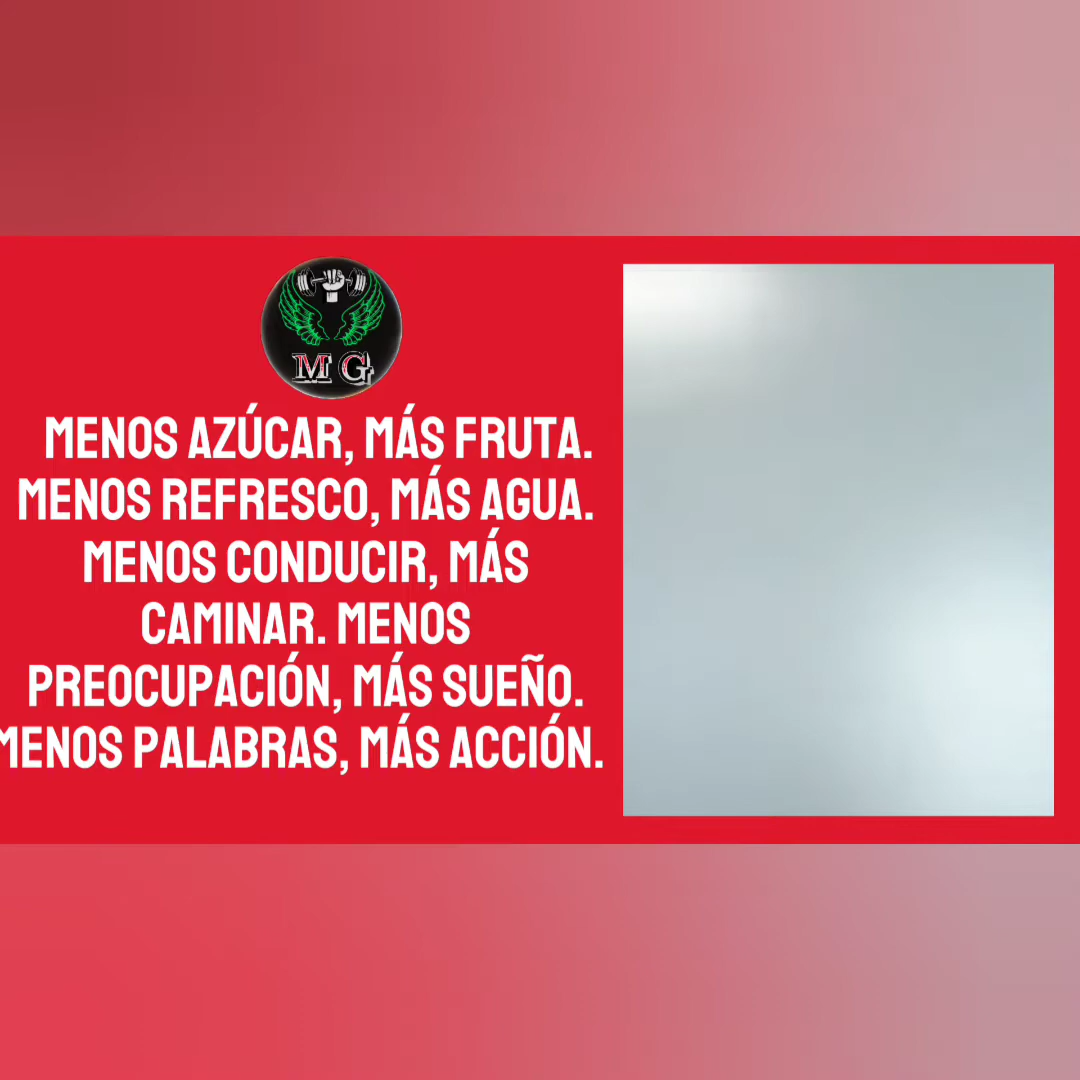 M G
MENOS AZÚCAR, MÁS FRUTA.
MENOS REFRESCO, MÁS AGUA.
MENOS CONDUCIR, MÁS
CAMINAR. MENOS
PREOCUPACIÓN, MÁS SUEÑO.
MENOS PALABRAS, MÁS ACCIÓN.